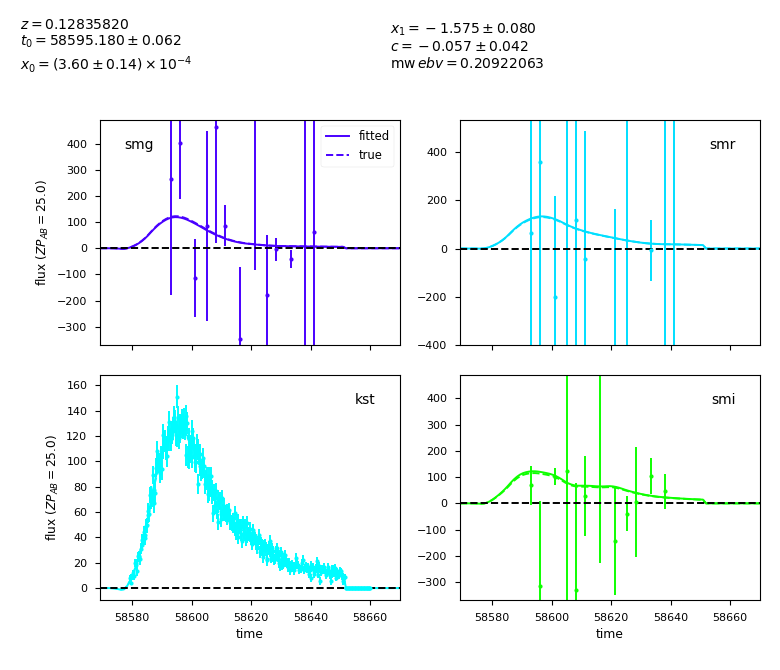 z = 0.12835820
t₀ = 58595.180 ± 0.062
x₀ = (3.60 ± 0.14) × 10⁻⁴
x₁ = −1.575 ± 0.080
c = −0.057 ± 0.042
mw ebv = 0.20922063
smg
fitted
true
400
300
200
100
0
−100
−200
−300
flux (ZP_AB = 25.0)
smr
400
200
0
−200
−400
kst
160
140
120
100
80
60
40
20
0
flux (ZP_AB = 25.0)
58580 58600 58620 58640 58660
time
smi
400
300
200
100
0
−100
−200
−300
58580 58600 58620 58640 58660
time